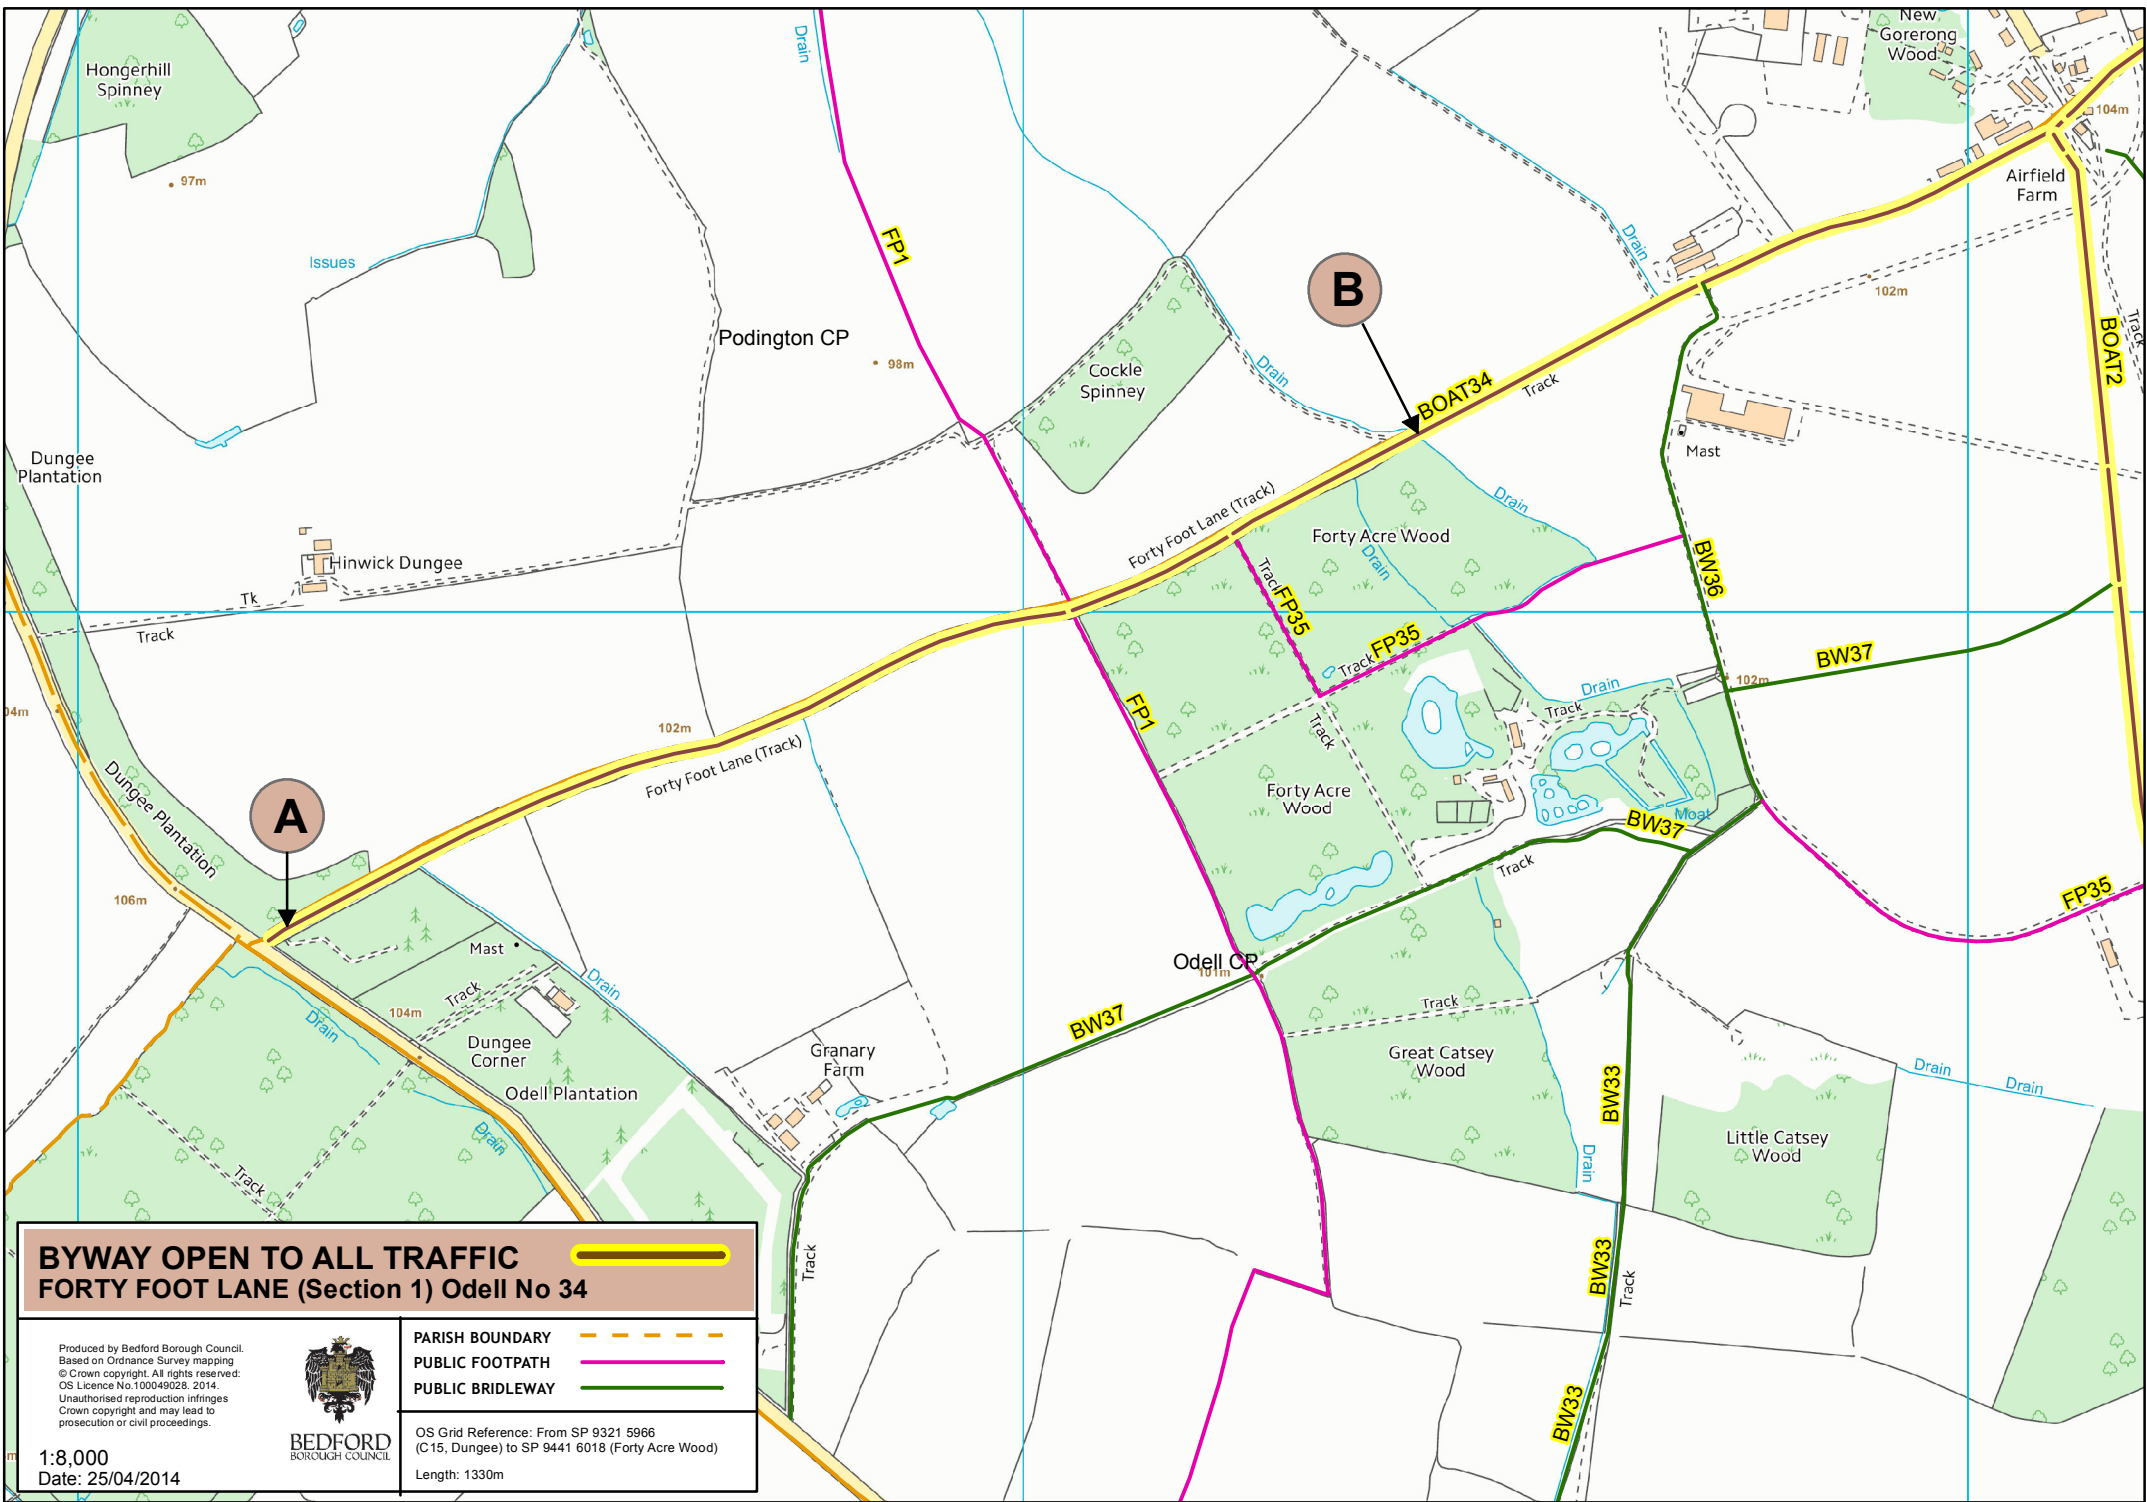 Hongerhill
Spinney
97m
Issues
Drain
FP1
Podington CP
98m
Cockle
Spinney
Drain
B
BOAT34
Track
Drain
New
Gorerong
Wood
104m
Airfield
Farm
102m
Track
BOAT2
Mast
Dungee
Plantation
Hinwick Dungee
Tk
Track
Forty Foot Lane (Track)
Forty Acre Wood
Drain
Drain
Track
FP35
Track
FP35
BW36
BW37
102m
04m
Dungee Plantation
102m
Forty Foot Lane (Track)
FP1
Track
Drain
Track
Forty Acre
Wood
Moat
BW37
Track
FP35
A
106m
Mast
Track
Drain
Drain
104m
Dungee
Corner
Odell Plantation
Drain
Track
Granary
Farm
BW37
Odell CP
101m
Track
Great Catsey
Wood
BW33
Drain
Little Catsey
Wood
Drain
Drain
Track
BW33
Track
BW33
BYWAY OPEN TO ALL TRAFFIC
FORTY FOOT LANE (Section 1) Odell No 34
Produced by Bedford Borough Council.
Based on Ordnance Survey mapping
© Crown copyright. All rights reserved:
OS Licence No.100049028. 2014.
Unauthorised reproduction infringes
Crown copyright and may lead to
prosecution or civil proceedings.
m
1:8,000
Date: 25/04/2014
BEDFORD
BOROUGH COUNCIL
PARISH BOUNDARY
PUBLIC FOOTPATH
PUBLIC BRIDLEWAY
OS Grid Reference: From SP 9321 5966
(C15, Dungee) to SP 9441 6018 (Forty Acre Wood)
Length: 1330m